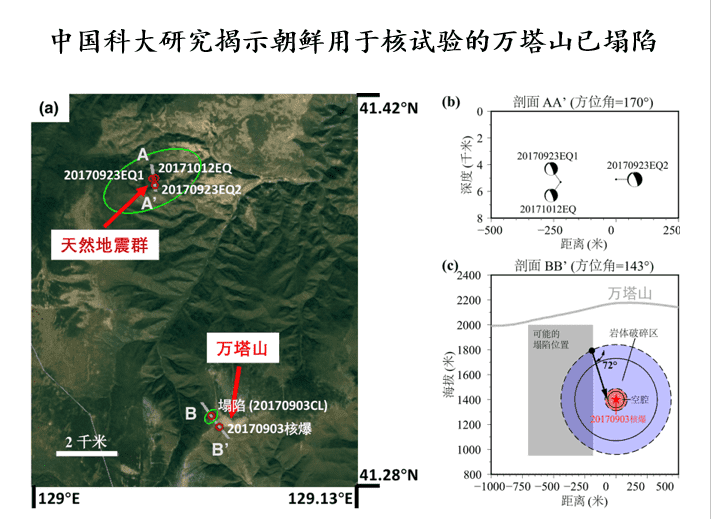 中国科大研究揭示朝鲜用于核试验的万塔山已塌陷
(a)
41.42°N
A
20170923EQ1
20171012EQ
20170923EQ2
A'
天然地震群
万塔山
B
塌陷 (20170903CL)
20170903核爆
B'
2 千米
41.28°N
129°E
129.13°E
(b)
剖面 AA' (方位角=170°)
深度 (千米)
0
2
4
6
8
20170923EQ1
20170923EQ2
20171012EQ
−500
−250
0
250
距离 (米)
(c)
剖面 BB' (方位角=143°)
海拔 (米)
2400
2200
2000
1800
1600
1400
1200
1000
800
万塔山
可能的
塌陷位置
岩体破碎区
72°
空腔
20170903核爆
−1000
−750
−500
−250
0
250
500
距离 (米)